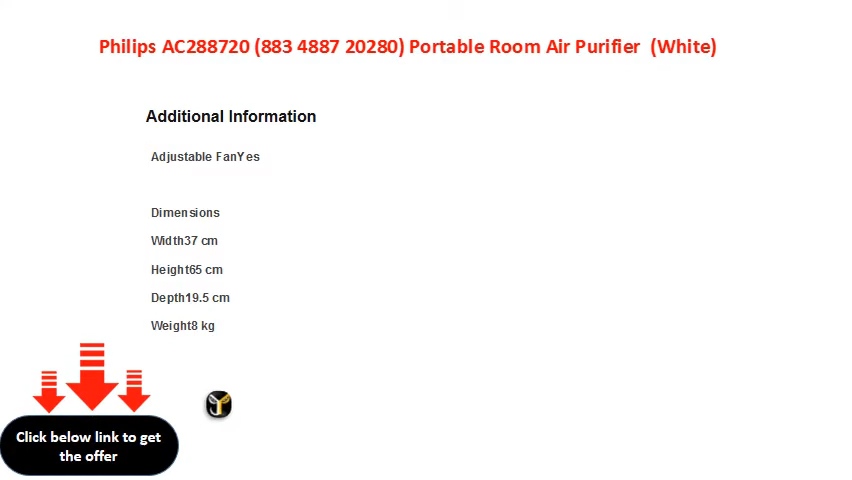 Philips AC288720 (883 4887 20280) Portable Room Air Purifier  (White)
Additional Information
Adjustable FanYes
Dimensions
Width37 cm
Height65 cm
Depth19.5 cm
Weight8 kg
Click below link to get
the offer